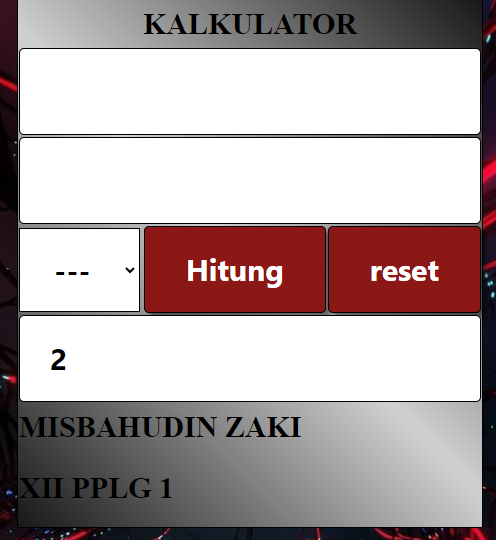 KALKULATOR
---
Hitung
reset
2
MISBAHUDIN ZAKI
XII PPLG 1